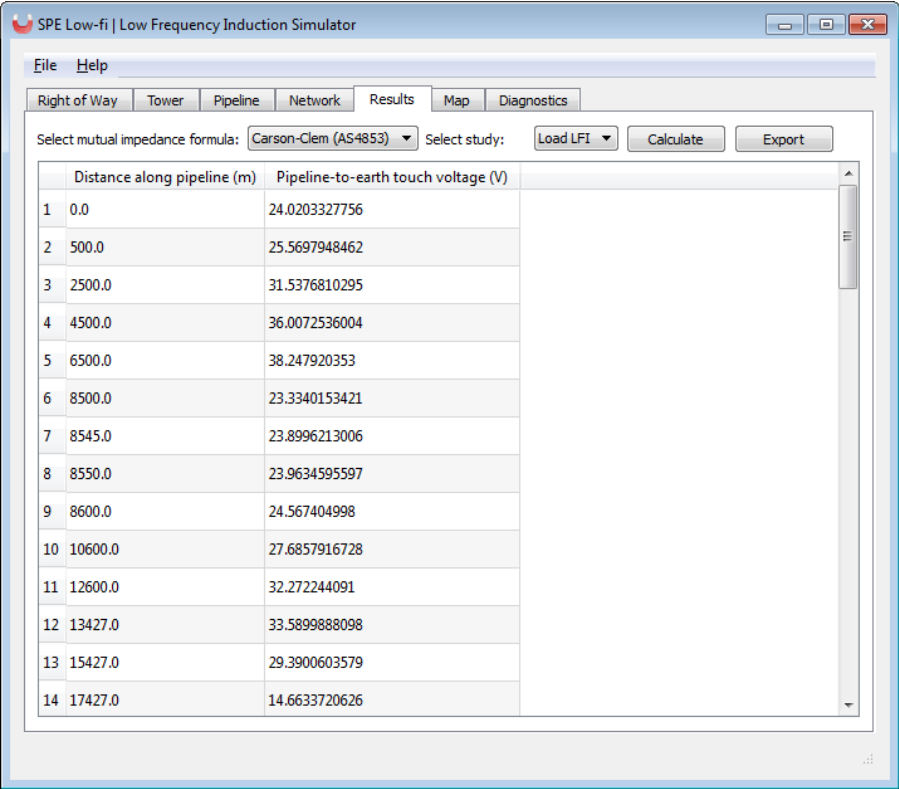 SPE Low-fi | Low Frequency Induction Simulator
File Help
Right of Way Tower Pipeline Network Results Map Diagnostics
Select mutual impedance formula: Carson-Clem (AS4853) Select study: Load LFI Calculate Export
Distance along pipeline (m) Pipeline-to-earth touch voltage (V)
1 0.0 24.0203327756
2 500.0 25.5697948462
3 2500.0 31.5376810295
4 4500.0 36.0072536004
5 6500.0 38.247920353
6 8500.0 23.3340153421
7 8545.0 23.8996213006
8 8550.0 23.9634595597
9 8600.0 24.567404998
10 10600.0 27.6857916728
11 12600.0 32.272244091
12 13427.0 33.5899888098
13 15427.0 29.3900603579
14 17427.0 14.6633720626